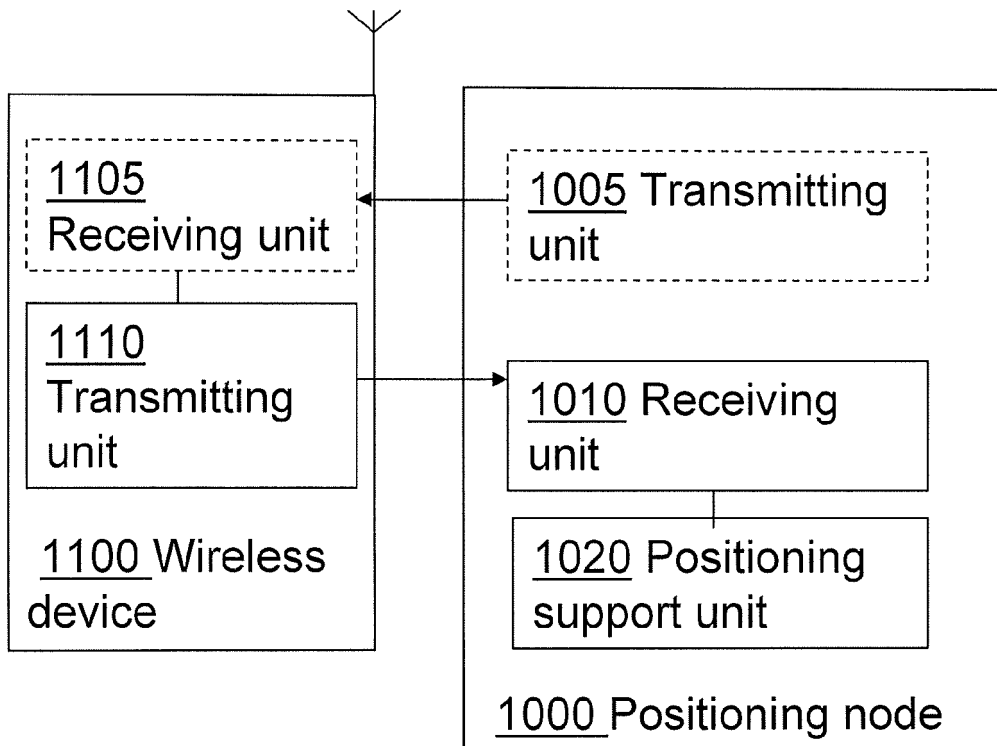 1105
Receiving unit
1110
Transmitting
unit
1100 Wireless
device
1005 Transmitting
unit
1010 Receiving
unit
1020 Positioning
support unit
1000 Positioning node